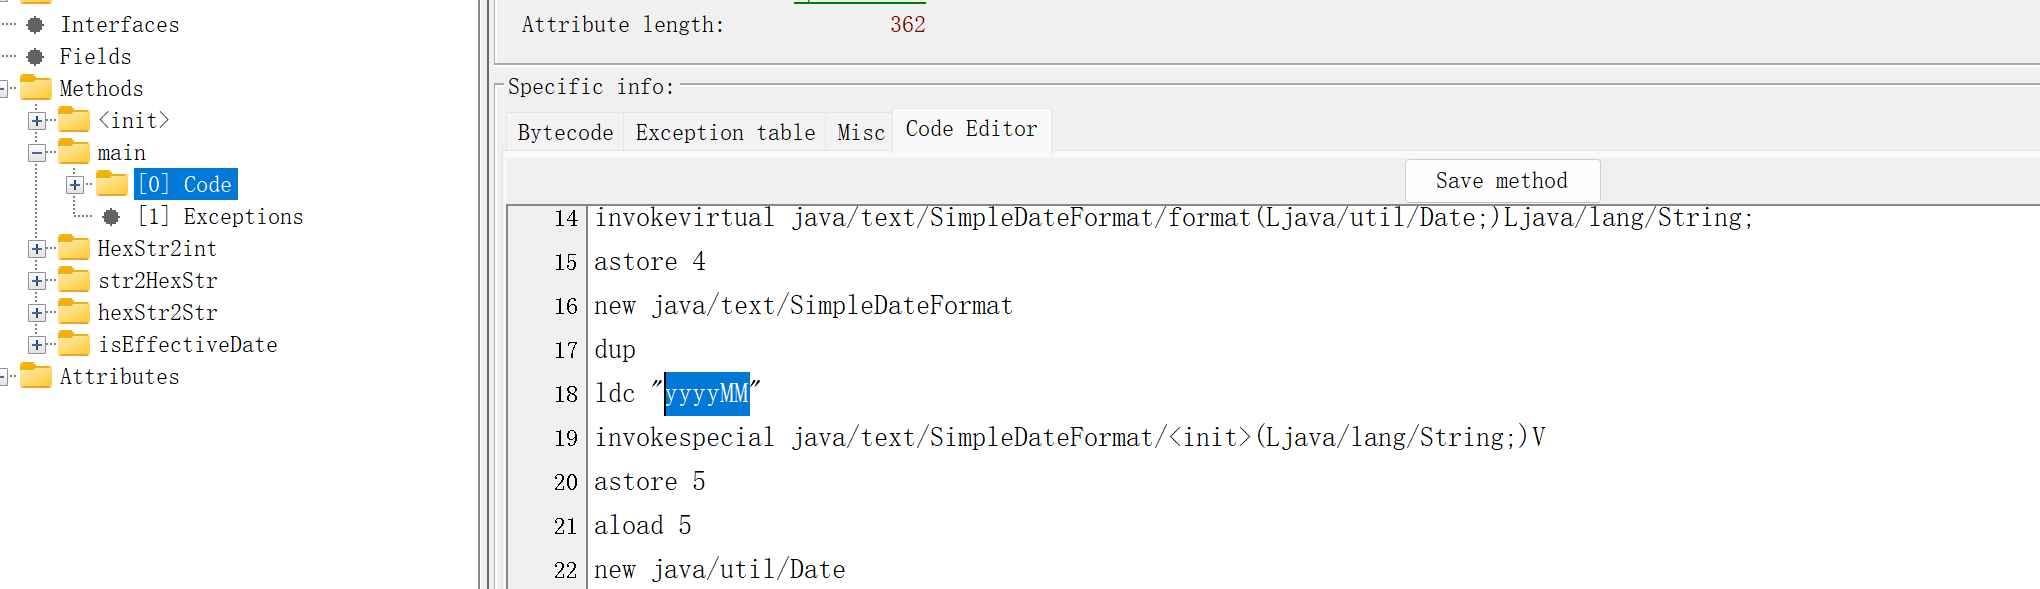 Interfaces
Fields
Methods
<init>
main
[0] Code
[1] Exceptions
HexStr2int
str2HexStr
hexStr2Str
isEffectiveDate
Attributes
Attribute length: 362
Specific info:
Bytecode Exception table Misc Code Editor
Save method
14 invokevirtual java/text/SimpleDateFormat/format(Ljava/util/Date;)Ljava/lang/String;
15 astore 4
16 new java/text/SimpleDateFormat
17 dup
18 ldc "yyyyMM"
19 invokespecial java/text/SimpleDateFormat/<init>(Ljava/lang/String;)V
20 astore 5
21 aload 5
22 new java/util/Date